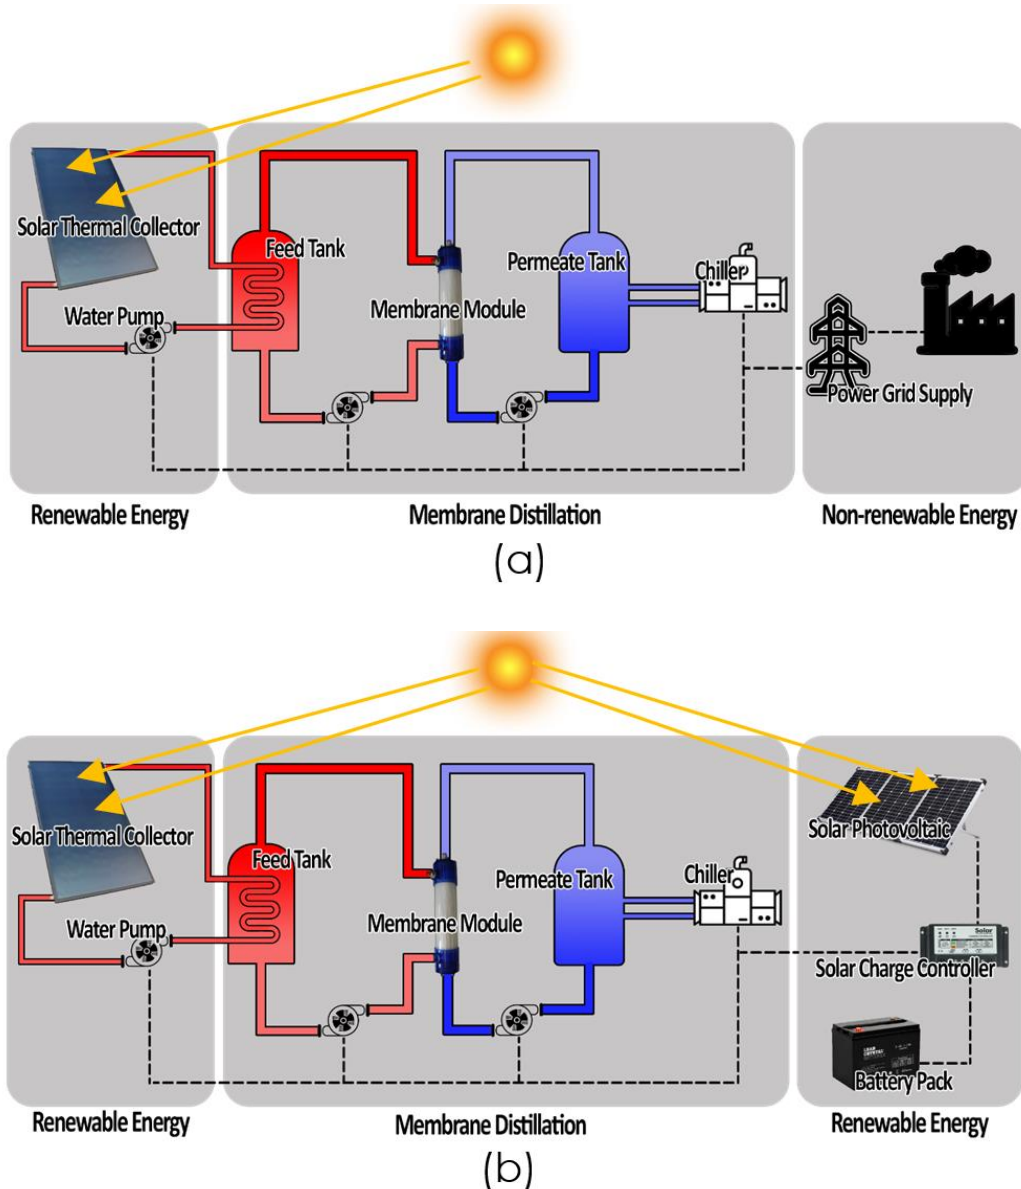 Solar Thermal Collector
Feed Tank
Permeate Tank
Chiller
Water Pump
Membrane Module
Power Grid Supply
Renewable Energy
Membrane Distillation
Non-renewable Energy
(a)
Solar Thermal Collector
Feed Tank
Permeate Tank
Chiller
Solar Photovoltaic
Water Pump
Membrane Module
Solar
Solar Charge Controller
Battery Pack
Renewable Energy
Membrane Distillation
Renewable Energy
(b)